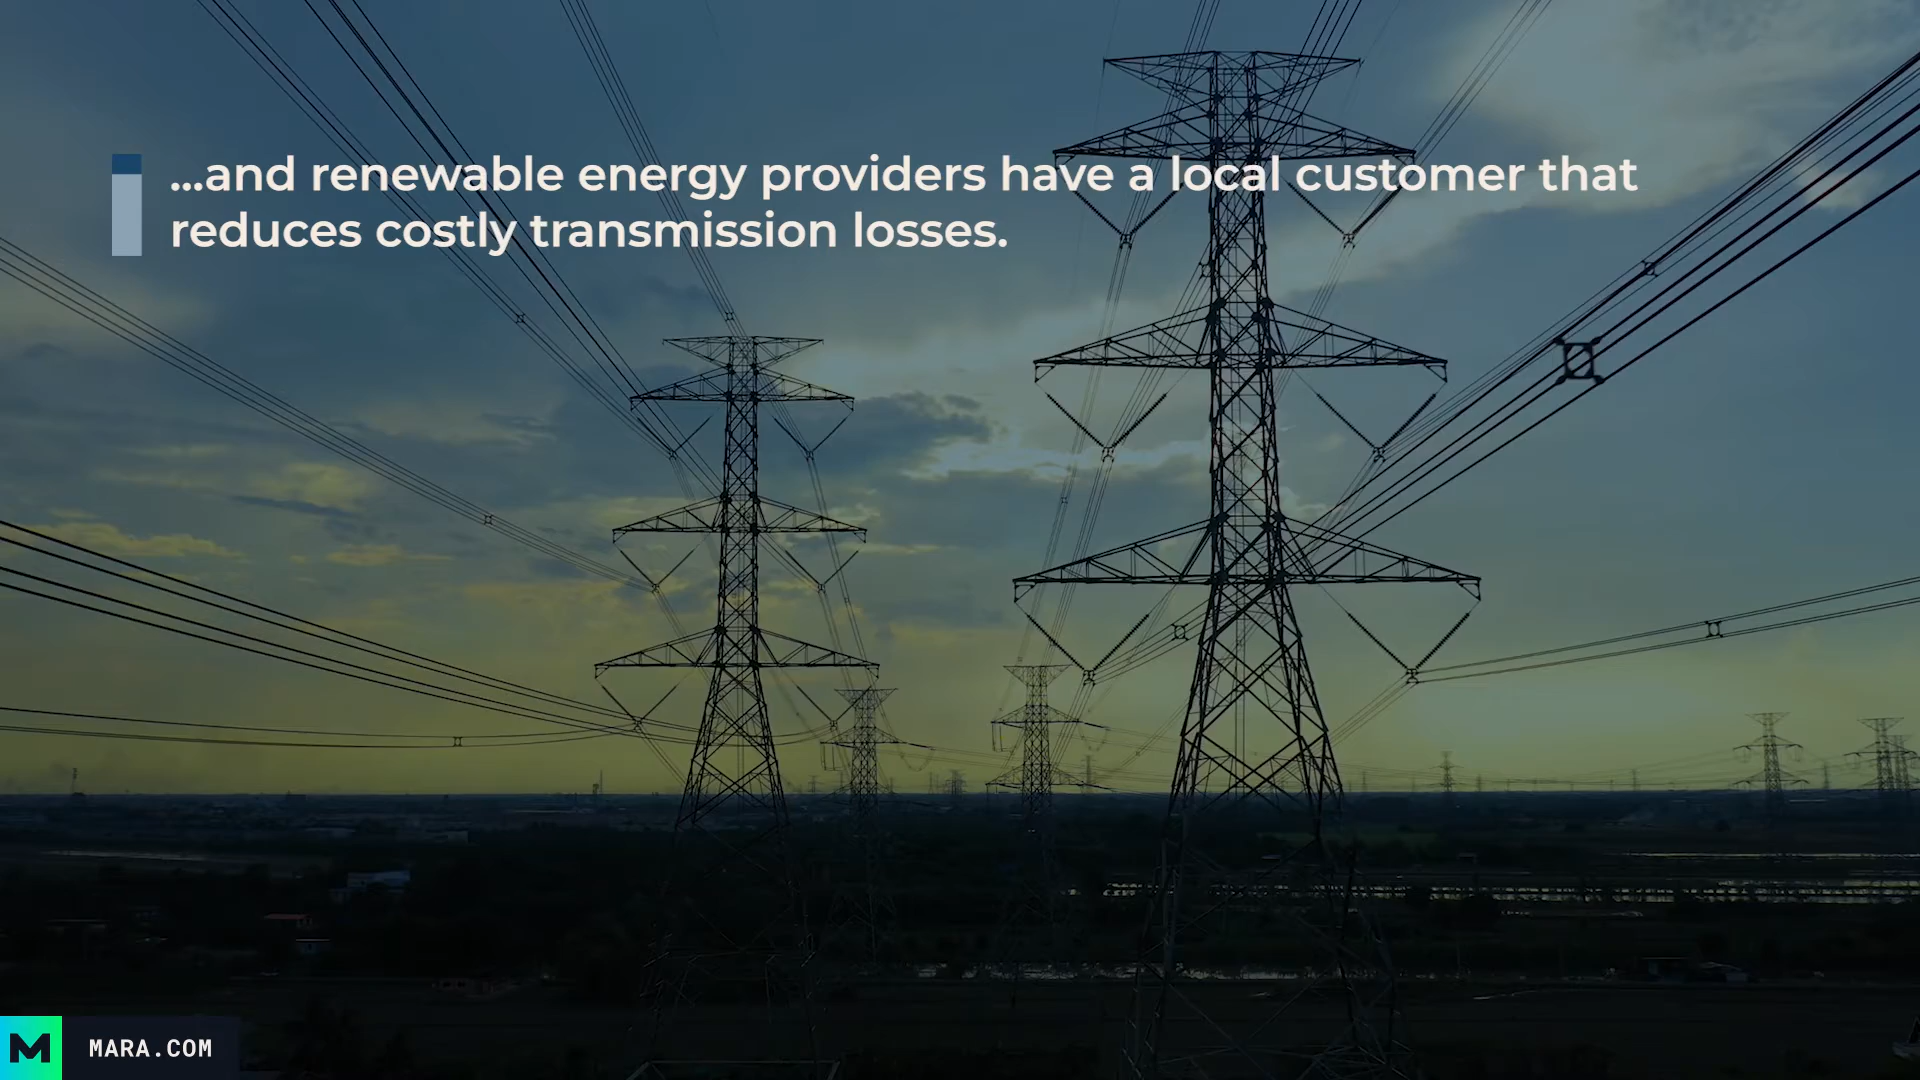 ...and renewable energy providers have a local customer that
reduces costly transmission losses.
MARA.COM